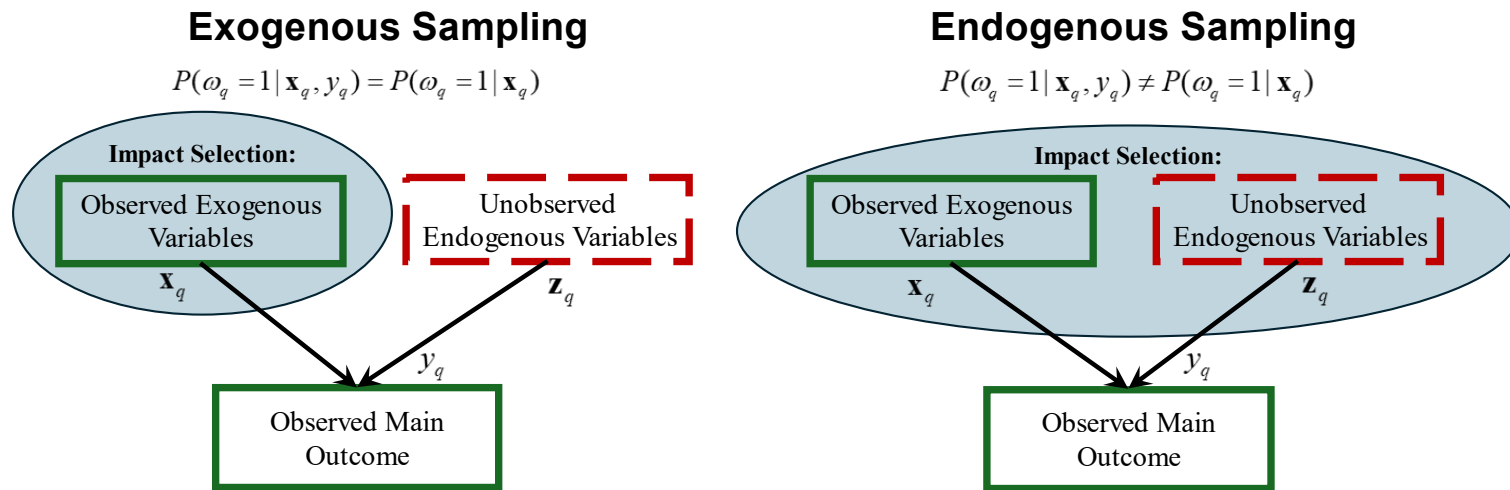 Exogenous Sampling
P(ω_q = 1 | x_q, y_q) = P(ω_q = 1 | x_q)
Impact Selection:
Observed Exogenous
Variables
Unobserved
Endogenous Variables
x_q
z_q
y_q
Observed Main
Outcome
Endogenous Sampling
P(ω_q = 1 | x_q, y_q) ≠ P(ω_q = 1 | x_q)
Impact Selection:
Observed Exogenous
Variables
Unobserved
Endogenous Variables
x_q
z_q
y_q
Observed Main
Outcome